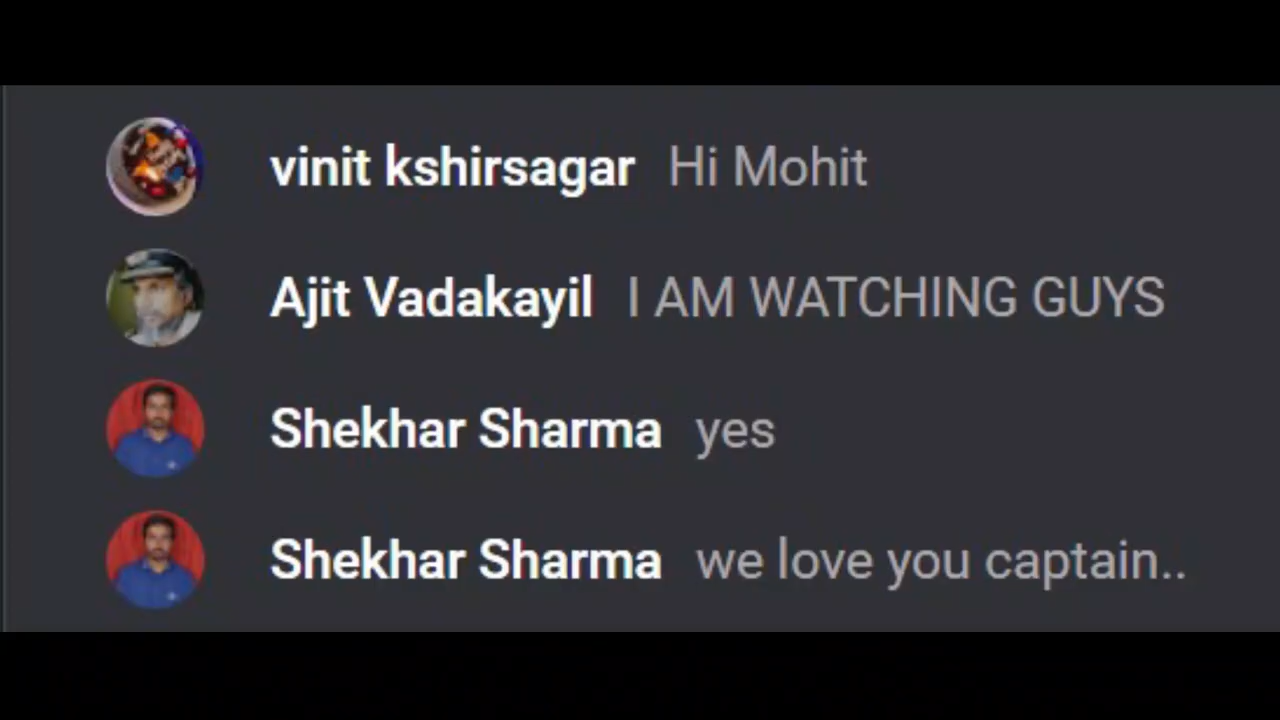 vinit kshirsagar Hi Mohit
Ajit Vadakayil I AM WATCHING GUYS
Shekhar Sharma yes
Shekhar Sharma we love you captain..